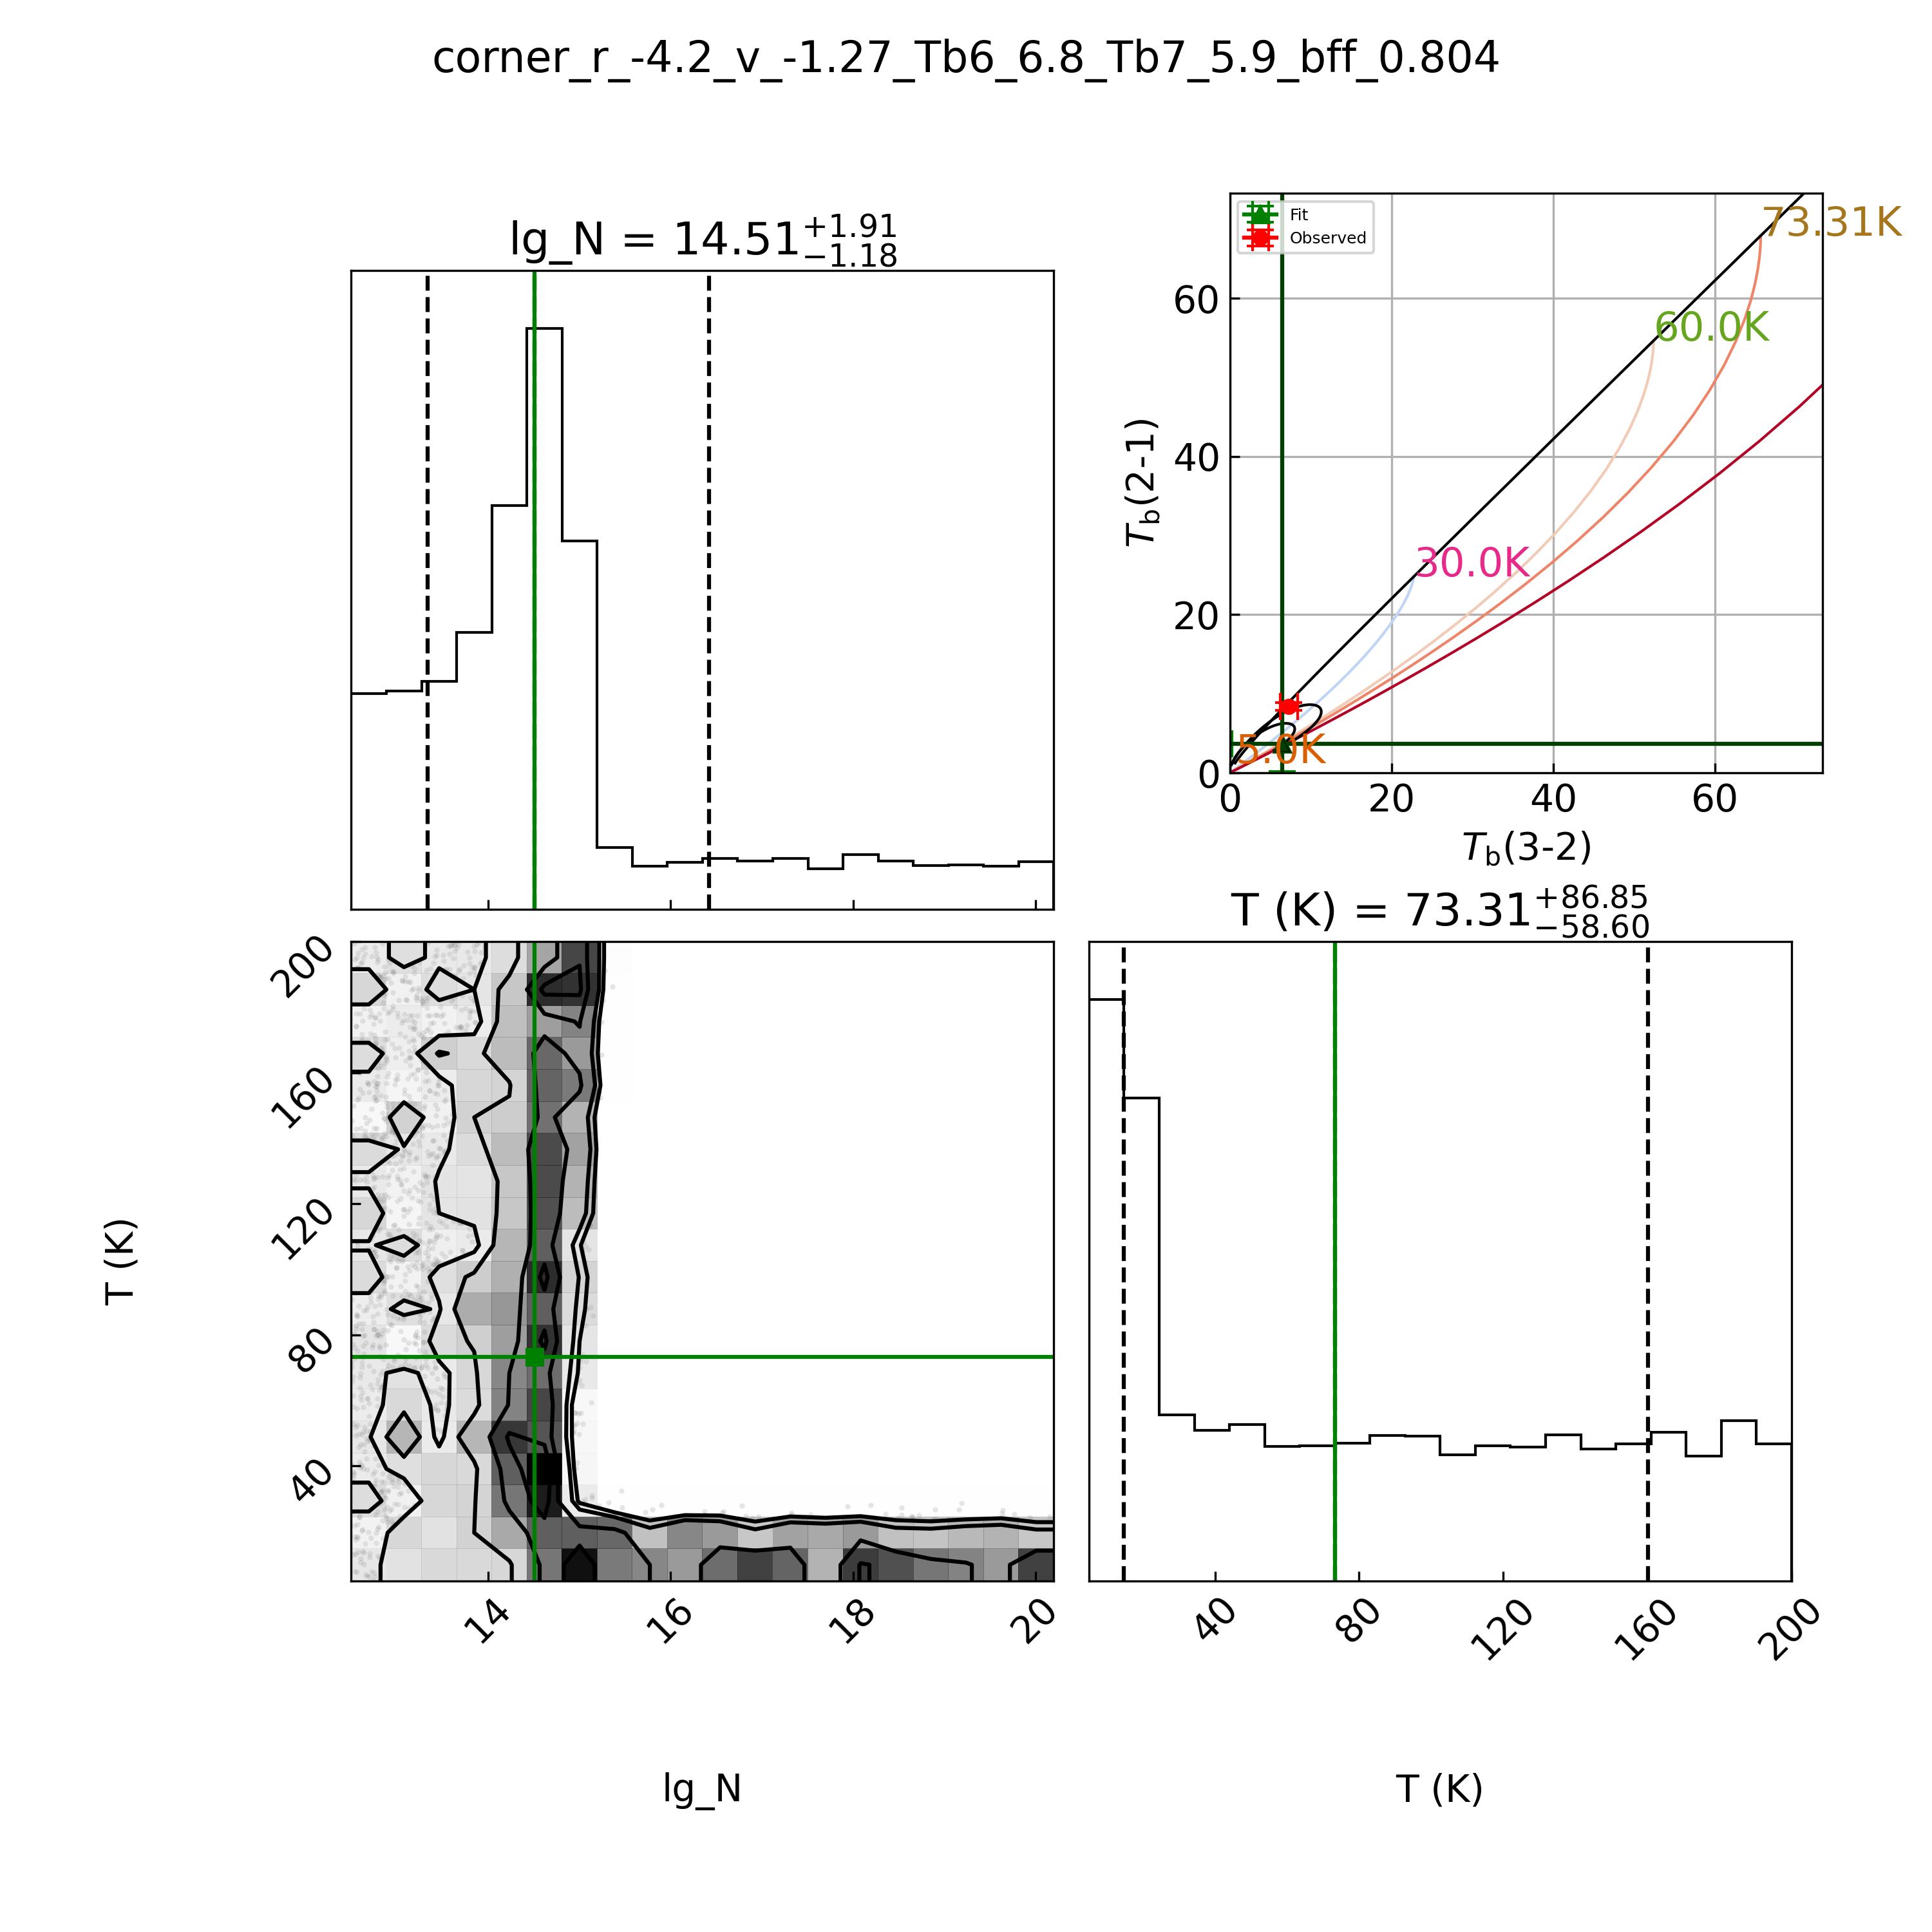 corner_r_-4.2_v_-1.27_Tb6_6.8_Tb7_5.9_bff_0.804
lg_N = 14.51 +1.91 −1.18
Fit
Observed
73.31K
60.0K
30.0K
5.0K
60
40
20
0
T_b(2-1)
0 20 40 60
T_b(3-2)
T (K) = 73.31 +86.85 −58.60
200
160
120
80
40
T (K)
14 16 18 20
lg_N
40 80 120 160 200
T (K)